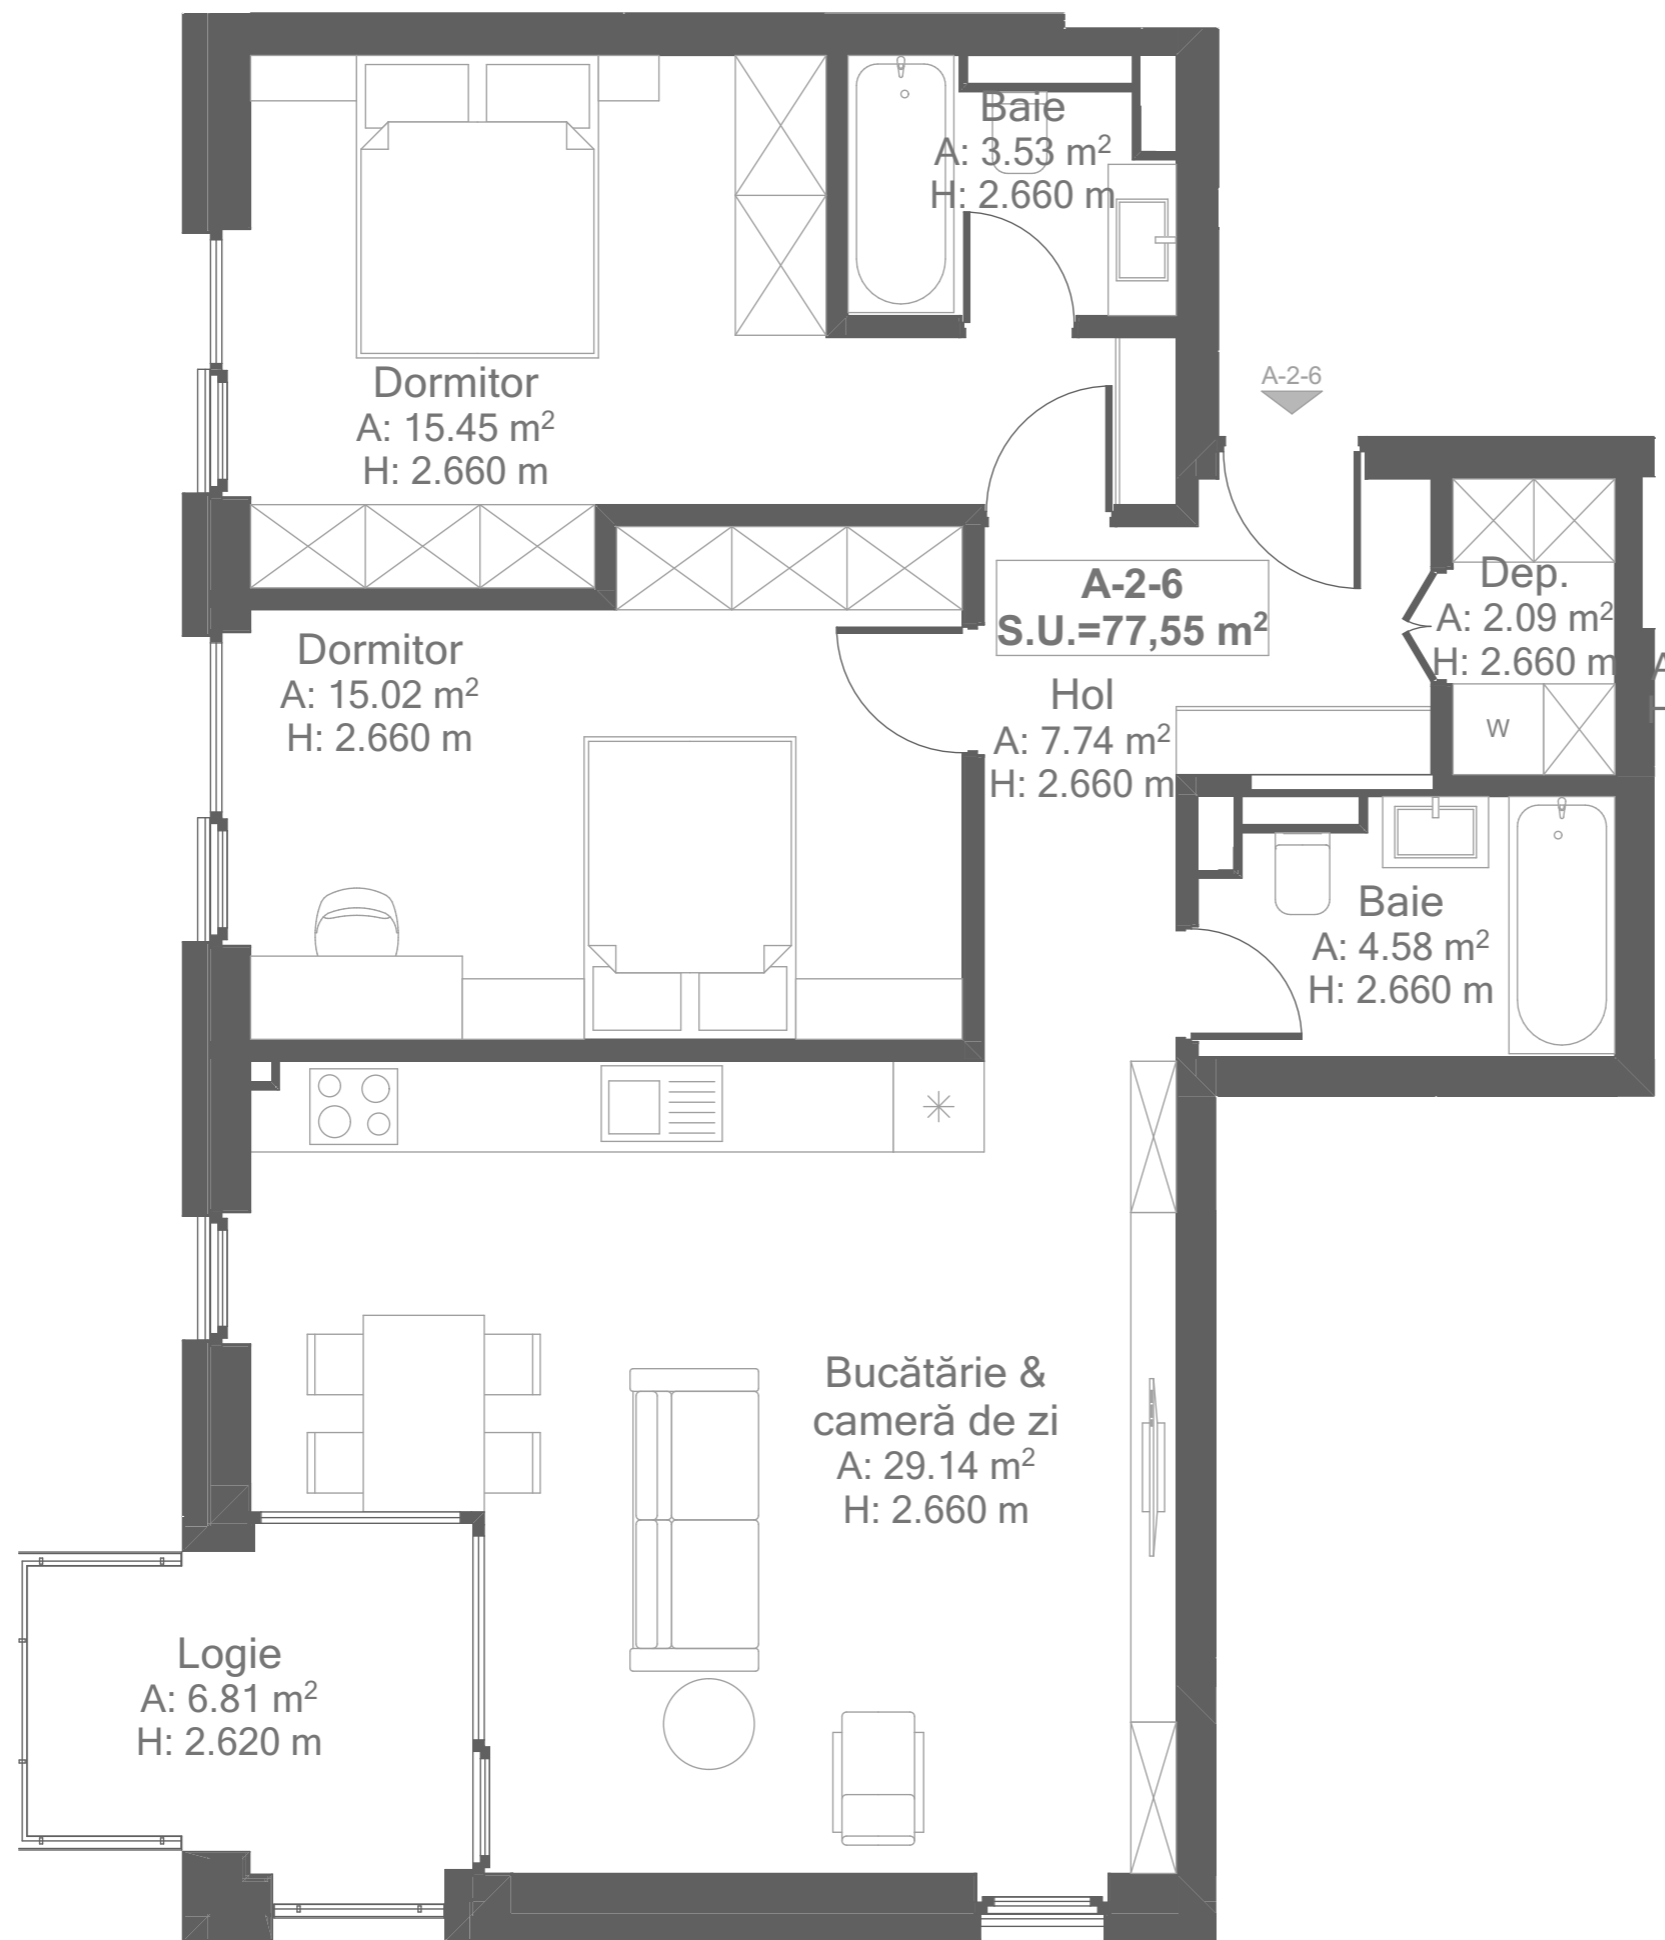 Baie
A: 3.53 m²
H: 2.660 m
Dormitor
A: 15.45 m²
H: 2.660 m
A-2-6
A-2-6
S.U.=77,55 m²
Dep.
A: 2.09 m²
H: 2.660 m
W
Dormitor
A: 15.02 m²
H: 2.660 m
Hol
A: 7.74 m²
H: 2.660 m
Baie
A: 4.58 m²
H: 2.660 m
Bucătărie &
cameră de zi
A: 29.14 m²
H: 2.660 m
Logie
A: 6.81 m²
H: 2.620 m